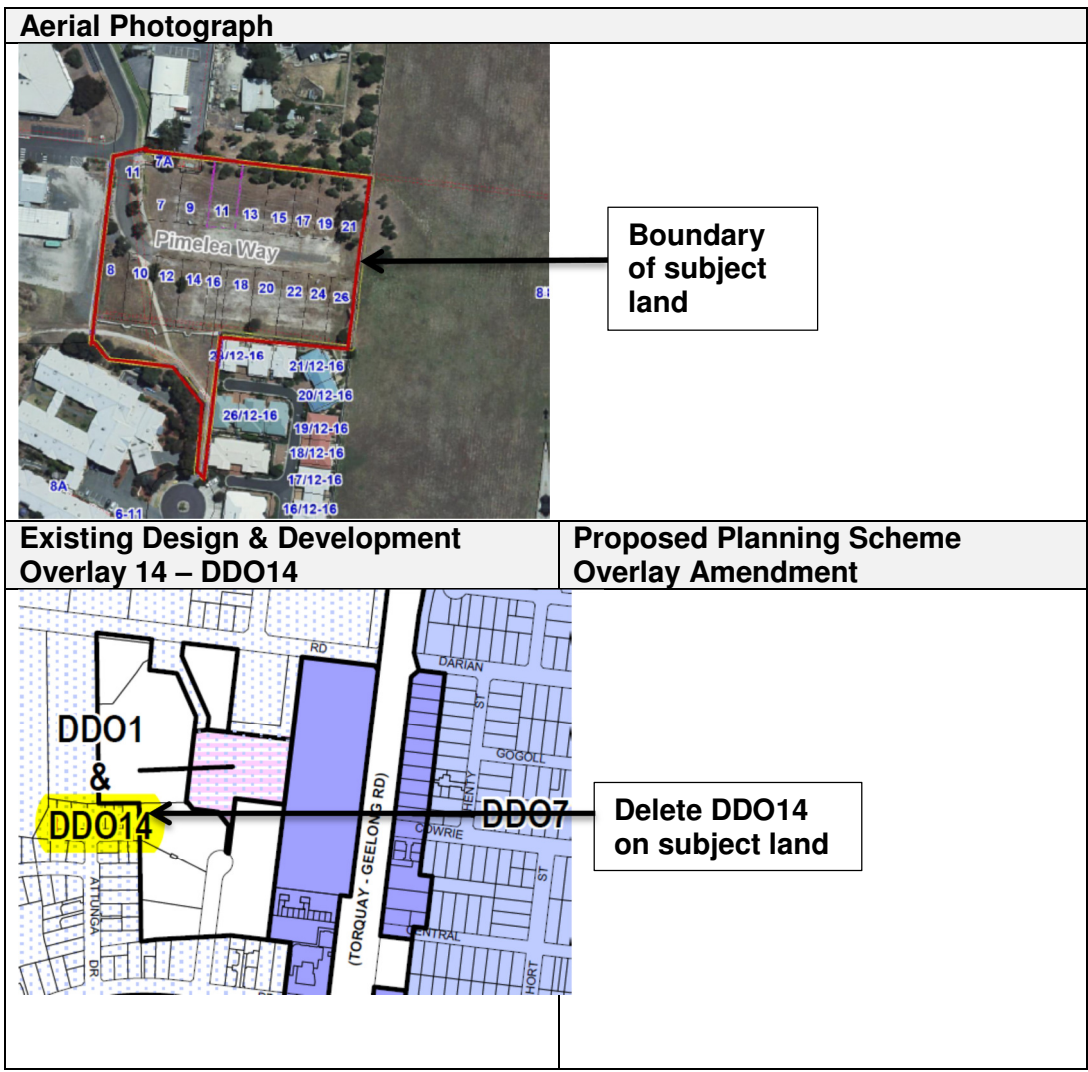 Aerial Photograph
7A
11
7 9 11 13 15 17 19 21
Pimelea Way
8 10 12 14 16 18 20 22 24 26
Boundary
of subject
land
21/12-16
20/12-16
26/12-16
19/12-16
18/12-16
17/12-16
16/12-16
8A
6-11
Existing Design & Development
Overlay 14 – DDO14
Proposed Planning Scheme
Overlay Amendment
RD
DARIAN
ST
GOGOLL
HENTY
DDO1
&
DDO14
DDO7
COWRIE
ST
(TORQUAY - GEELONG RD)
ATTUNGA
DR
CENTRAL
HORT
Delete DDO14
on subject land